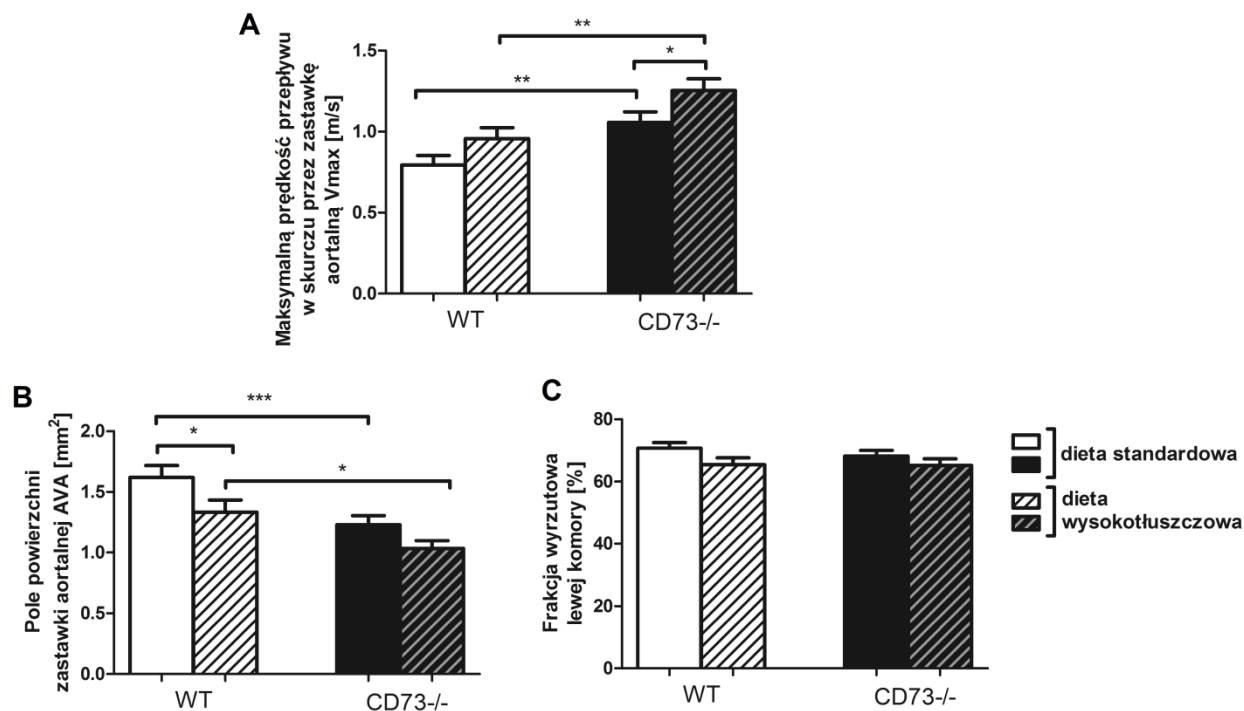 A
Maksymalną prędkość przepływu
w skurczu przez zastawkę
aortalną Vmax [m/s]
1.5
1.0
0.5
0.0
**
**
*
WT
CD73-/-
B
Pole powierzchni
zastawki aortalnej AVA [mm²]
2.0
1.5
1.0
0.5
0.0
***
*
*
WT
CD73-/-
C
Frakcja wyrzutowa
lewej komory [%]
80
60
40
20
0
WT
CD73-/-
dieta standardowa
dieta
wysokotłuszczowa